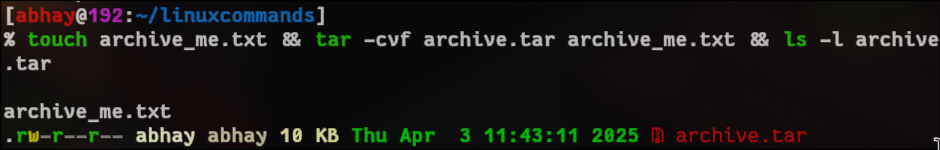 [abhay@192:~/linuxcommands]
% touch archive_me.txt && tar -cvf archive.tar archive_me.txt && ls -l archive
.tar
archive_me.txt
.rw-r--r-- abhay abhay 10 KB Thu Apr  3 11:43:11 2025 archive.tar